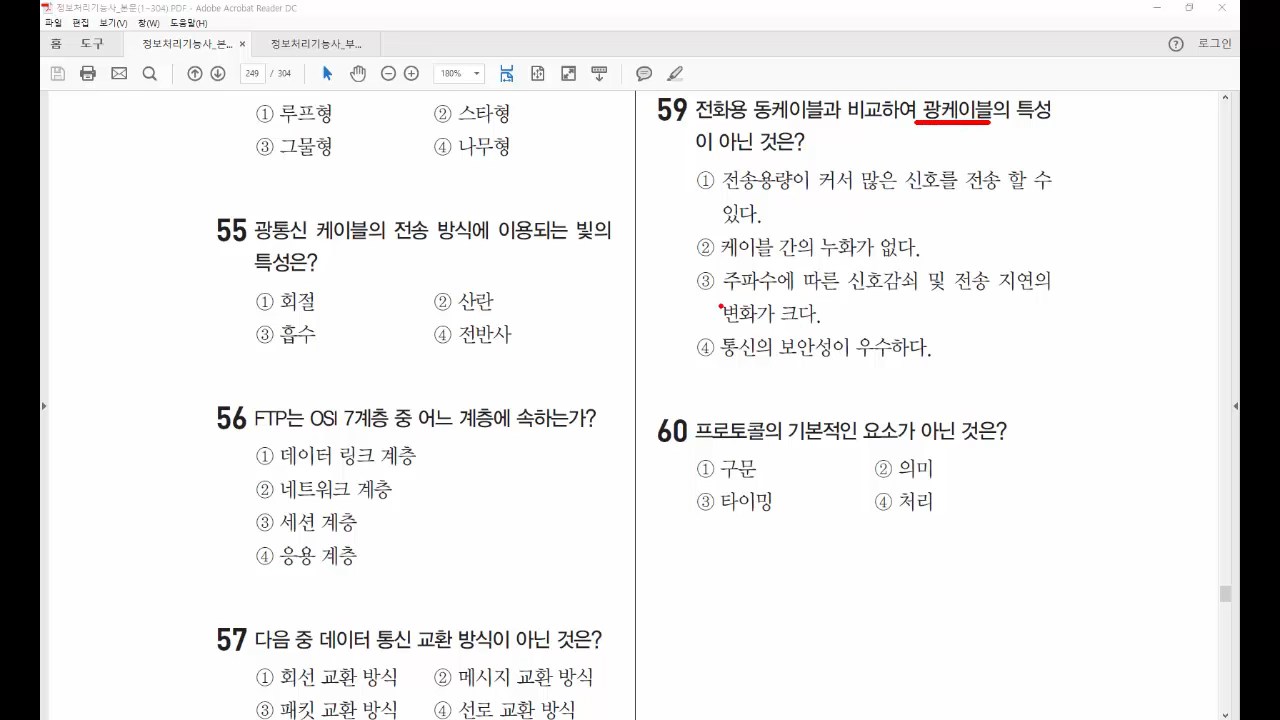 정보처리기능사_본문(1~304).PDF - Adobe Acrobat Reader DC
파일 편집 보기(V) 창(W) 도움말(H)
홈 도구 정보처리기능사_본... × 정보처리기능사_부...
로그인
249 / 304 180%
① 루프형 ② 스타형
③ 그물형 ④ 나무형
55 광통신 케이블의 전송 방식에 이용되는 빛의
특성은?
① 회절 ② 산란
③ 흡수 ④ 전반사
56 FTP는 OSI 7계층 중 어느 계층에 속하는가?
① 데이터 링크 계층
② 네트워크 계층
③ 세션 계층
④ 응용 계층
57 다음 중 데이터 통신 교환 방식이 아닌 것은?
① 회선 교환 방식 ② 메시지 교환 방식
③ 패킷 교환 방식 ④ 선로 교환 방식
59 전화용 동케이블과 비교하여 광케이블의 특성
이 아닌 것은?
① 전송용량이 커서 많은 신호를 전송 할 수
있다.
② 케이블 간의 누화가 없다.
③ 주파수에 따른 신호감쇠 및 전송 지연의
변화가 크다.
④ 통신의 보안성이 우수하다.
60 프로토콜의 기본적인 요소가 아닌 것은?
① 구문 ② 의미
③ 타이밍 ④ 처리